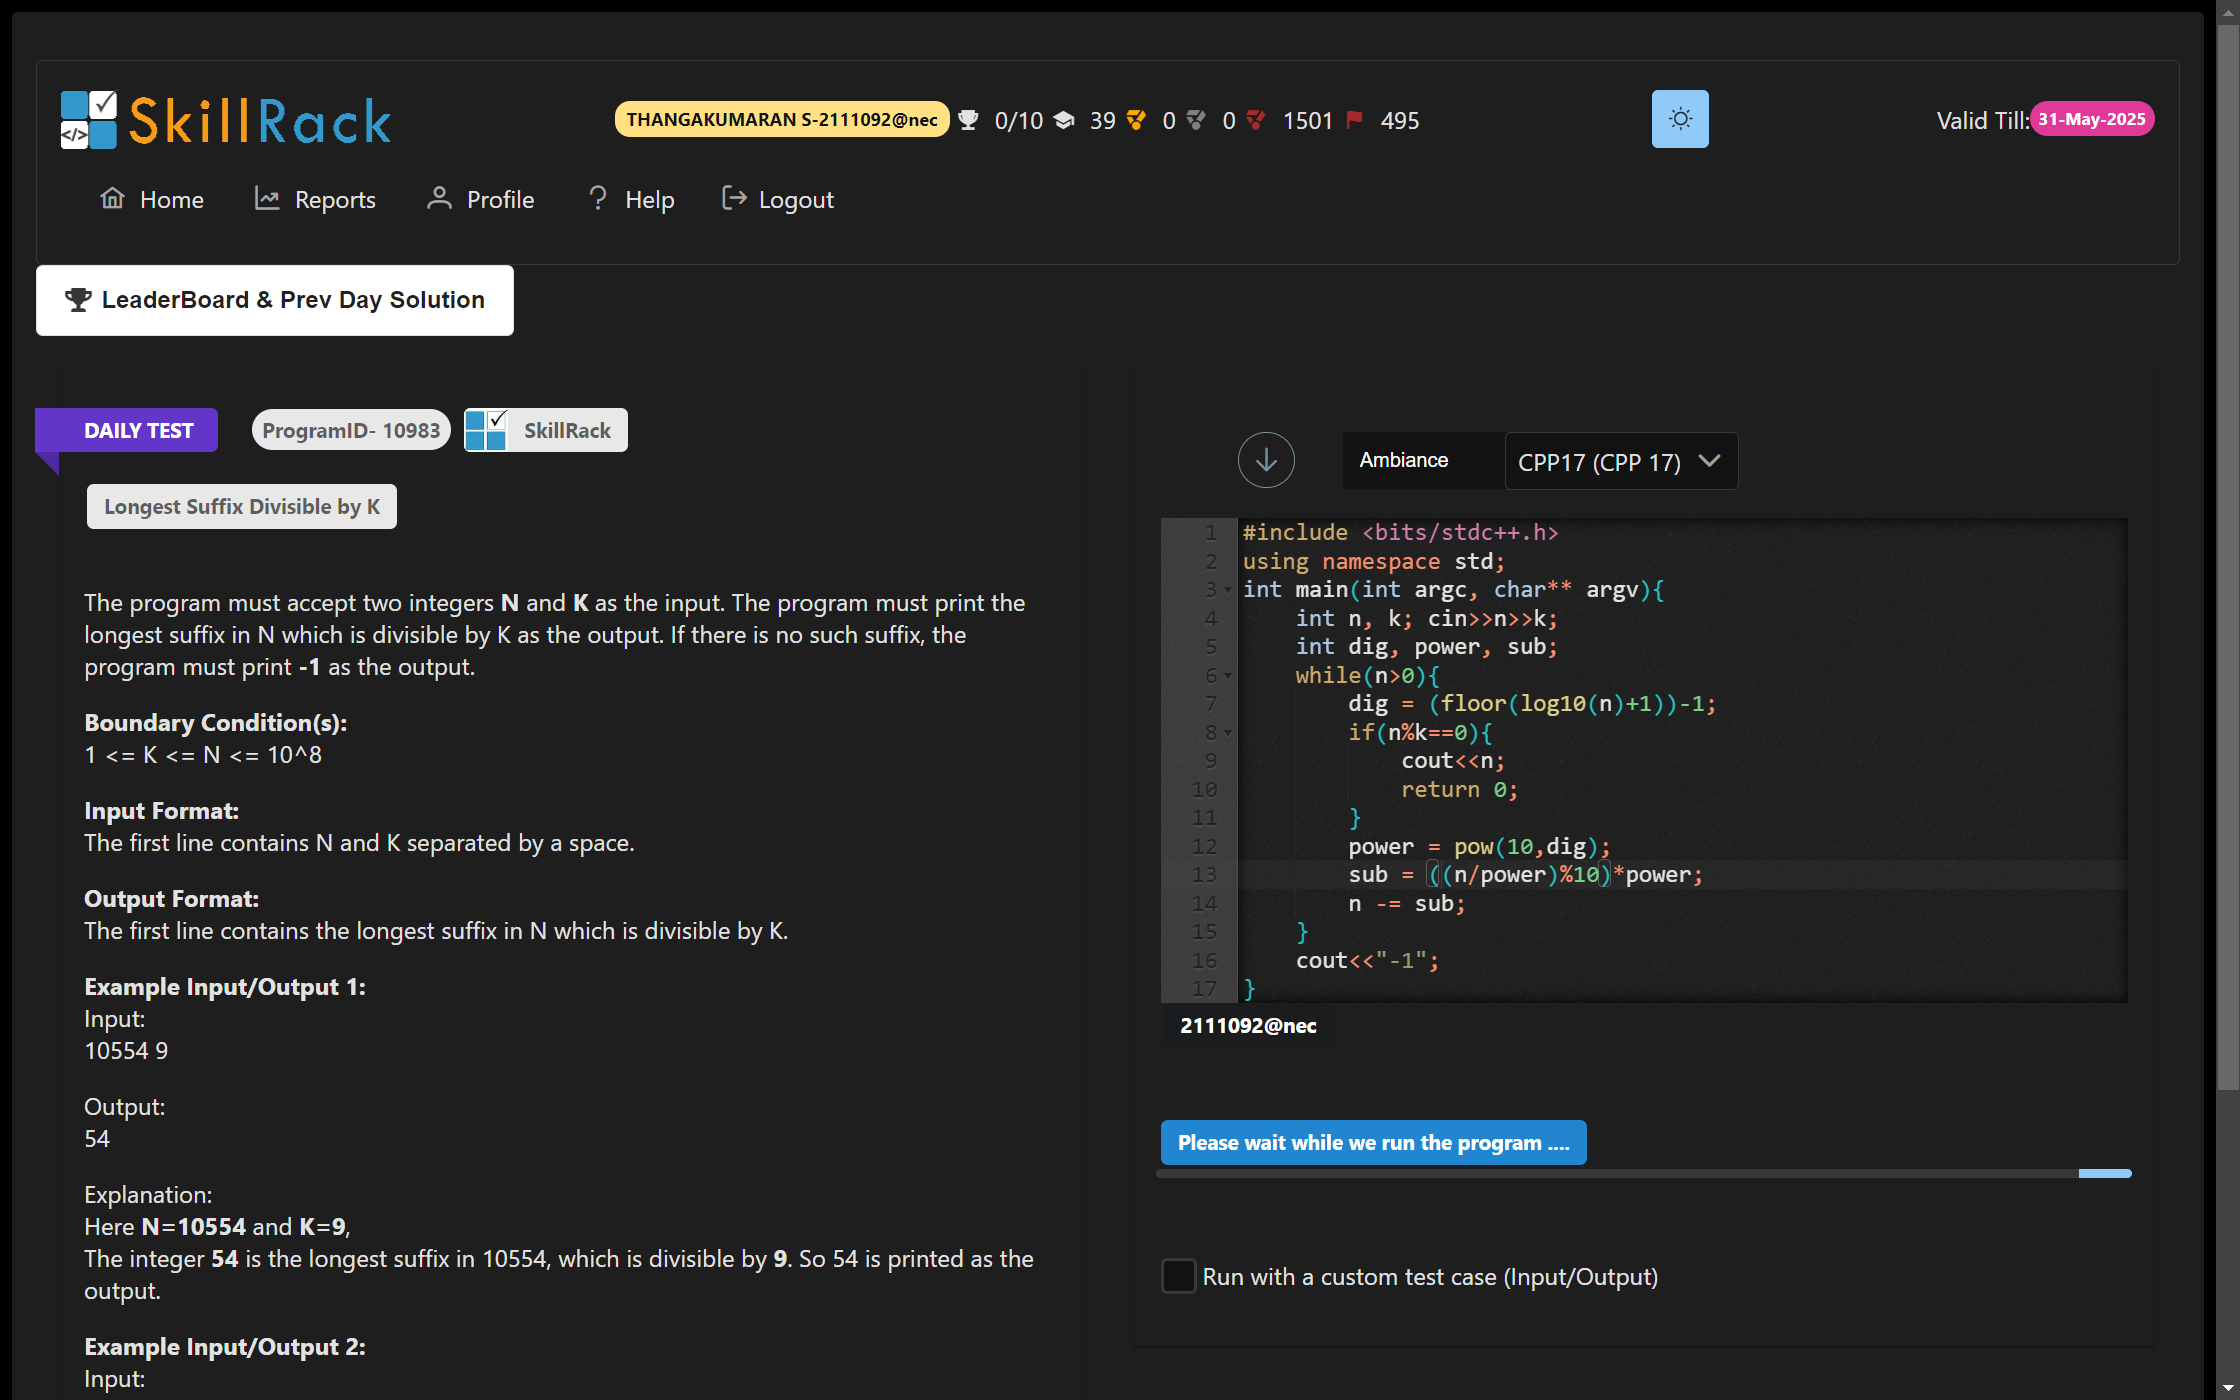 SkillRack
THANGAKUMARAN S-2111092@nec 0/10 39 0 0 1501 495
Valid Till: 31-May-2025
Home Reports Profile Help Logout
LeaderBoard & Prev Day Solution
DAILY TEST ProgramID- 10983 SkillRack
Longest Suffix Divisible by K
The program must accept two integers N and K as the input. The program must print the
longest suffix in N which is divisible by K as the output. If there is no such suffix, the
program must print -1 as the output.
Boundary Condition(s):
1 <= K <= N <= 10^8
Input Format:
The first line contains N and K separated by a space.
Output Format:
The first line contains the longest suffix in N which is divisible by K.
Example Input/Output 1:
Input:
10554 9
Output:
54
Explanation:
Here N=10554 and K=9,
The integer 54 is the longest suffix in 10554, which is divisible by 9. So 54 is printed as the
output.
Example Input/Output 2:
Input:
Ambiance CPP17 (CPP 17)
1 #include <bits/stdc++.h>
2 using namespace std;
3 int main(int argc, char** argv){
4 int n, k; cin>>n>>k;
5 int dig, power, sub;
6 while(n>0){
7 dig = (floor(log10(n)+1))-1;
8 if(n%k==0){
9 cout<<n;
10 return 0;
11 }
12 power = pow(10,dig);
13 sub = ((n/power)%10)*power;
14 n -= sub;
15 }
16 cout<<"-1";
17 }
2111092@nec
Please wait while we run the program ....
Run with a custom test case (Input/Output)